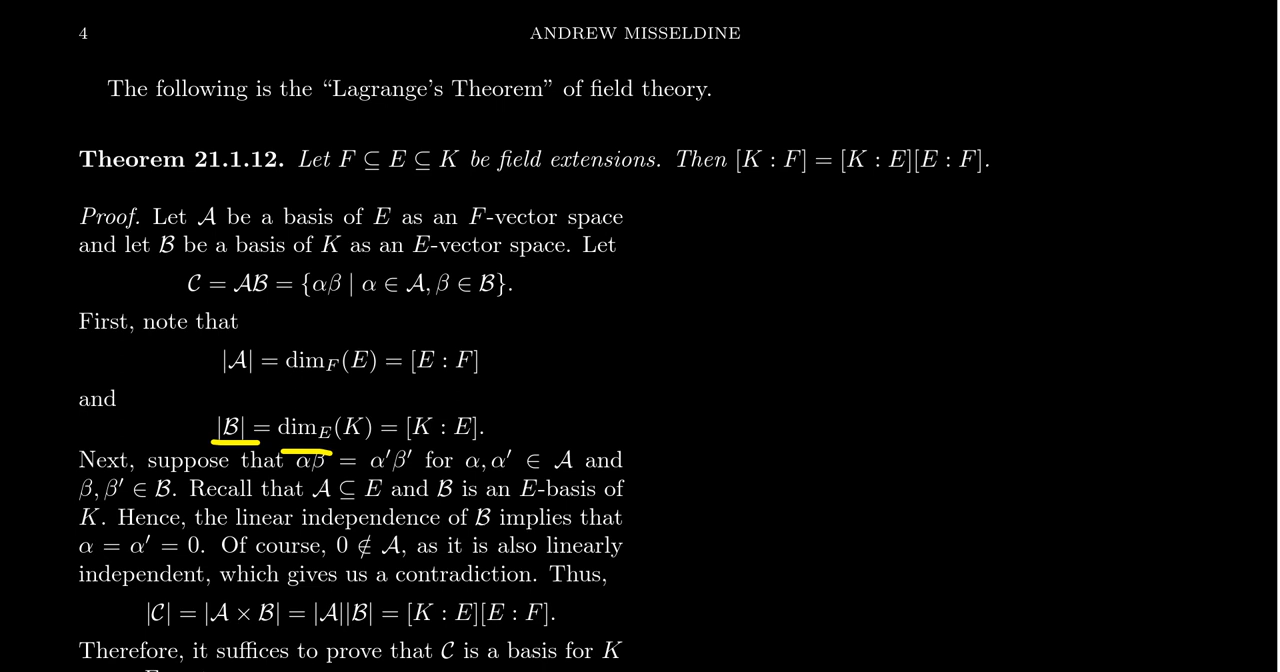 4
ANDREW MISSELDINE
The following is the “Lagrange’s Theorem” of field theory.
Theorem 21.1.12. Let F ⊆ E ⊆ K be field extensions. Then [K : F] = [K : E][E : F].
Proof. Let 𝒜 be a basis of E as an F-vector space
and let ℬ be a basis of K as an E-vector space. Let
𝒞 = 𝒜ℬ = {αβ | α ∈ 𝒜, β ∈ ℬ}.
First, note that
|𝒜| = dim_F(E) = [E : F]
and
|ℬ| = dim_E(K) = [K : E].
Next, suppose that αβ = α′β′ for α, α′ ∈ 𝒜 and
β, β′ ∈ ℬ. Recall that 𝒜 ⊆ E and ℬ is an E-basis of
K. Hence, the linear independence of ℬ implies that
α = α′ = 0. Of course, 0 ∉ 𝒜, as it is also linearly
independent, which gives us a contradiction. Thus,
|𝒞| = |𝒜 × ℬ| = |𝒜||ℬ| = [K : E][E : F].
Therefore, it suffices to prove that 𝒞 is a basis for K